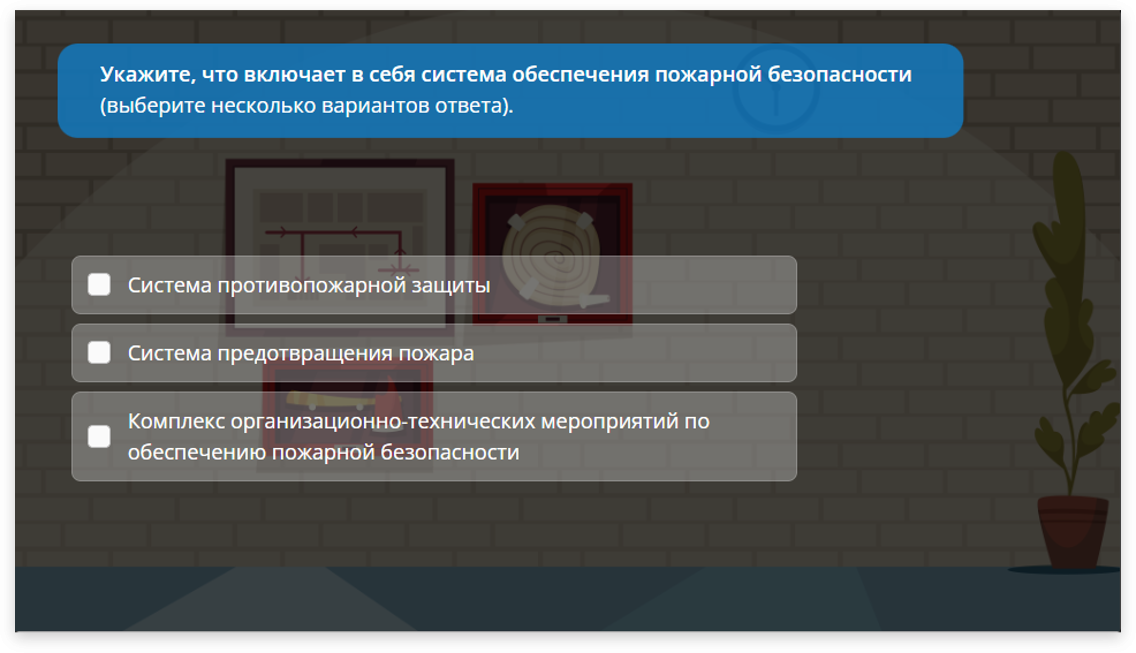 Укажите, что включает в себя система обеспечения пожарной безопасности
(выберите несколько вариантов ответа).
Система противопожарной защиты
Система предотвращения пожара
Комплекс организационно-технических мероприятий по
обеспечению пожарной безопасности